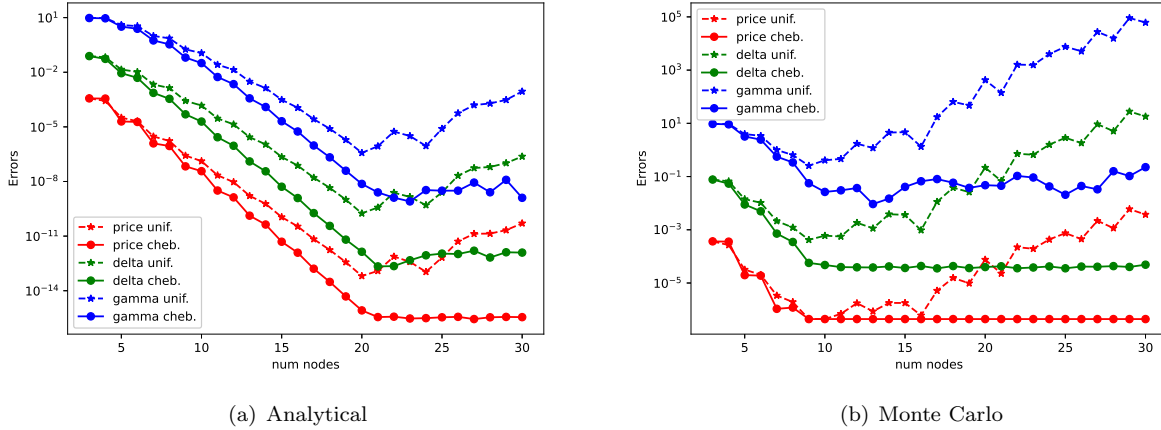 10^1
10^-2
10^-5
10^-8
10^-11
10^-14
Errors
price unif.
price cheb.
delta unif.
delta cheb.
gamma unif.
gamma cheb.
5 10 15 20 25 30
num nodes
(a) Analytical
10^5
10^3
10^1
10^-1
10^-3
10^-5
Errors
price unif.
price cheb.
delta unif.
delta cheb.
gamma unif.
gamma cheb.
5 10 15 20 25 30
num nodes
(b) Monte Carlo